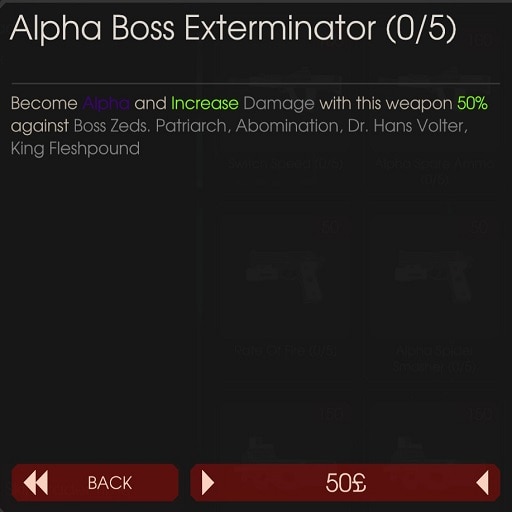 Alpha Boss Exterminator (0/5)
Become Alpha and Increase Damage with this weapon 50%
against Boss Zeds. Patriarch, Abomination, Dr. Hans Volter,
King Fleshpound
BACK
50£